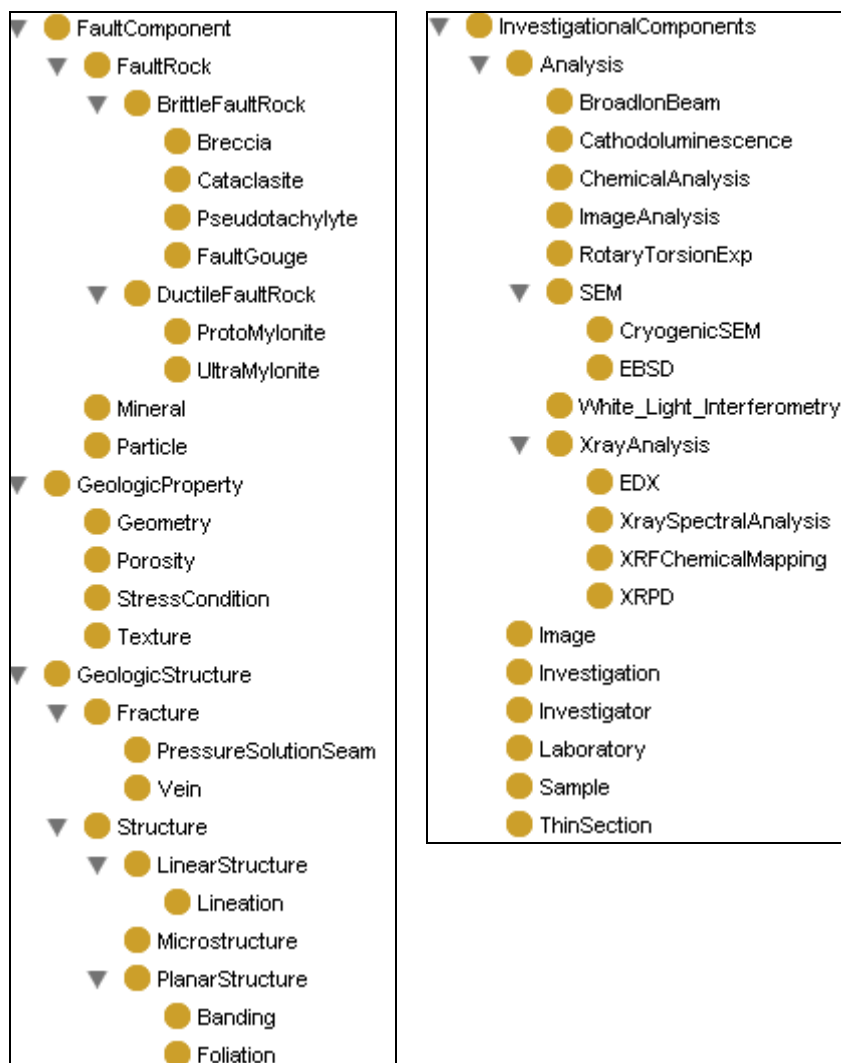 FaultComponent
FaultRock
BrittleFaultRock
Breccia
Cataclasite
Pseudotachylyte
FaultGouge
DuctileFaultRock
ProtoMylonite
UltraMylonite
Mineral
Particle
GeologicProperty
Geometry
Porosity
StressCondition
Texture
GeologicStructure
Fracture
PressureSolutionSeam
Vein
Structure
LinearStructure
Lineation
Microstructure
PlanarStructure
Banding
Foliation
InvestigationalComponents
Analysis
BroadIonBeam
Cathodoluminescence
ChemicalAnalysis
ImageAnalysis
RotaryTorsionExp
SEM
CryogenicSEM
EBSD
White_Light_Interferometry
XrayAnalysis
EDX
XraySpectralAnalysis
XRFChemicalMapping
XRPD
Image
Investigation
Investigator
Laboratory
Sample
ThinSection